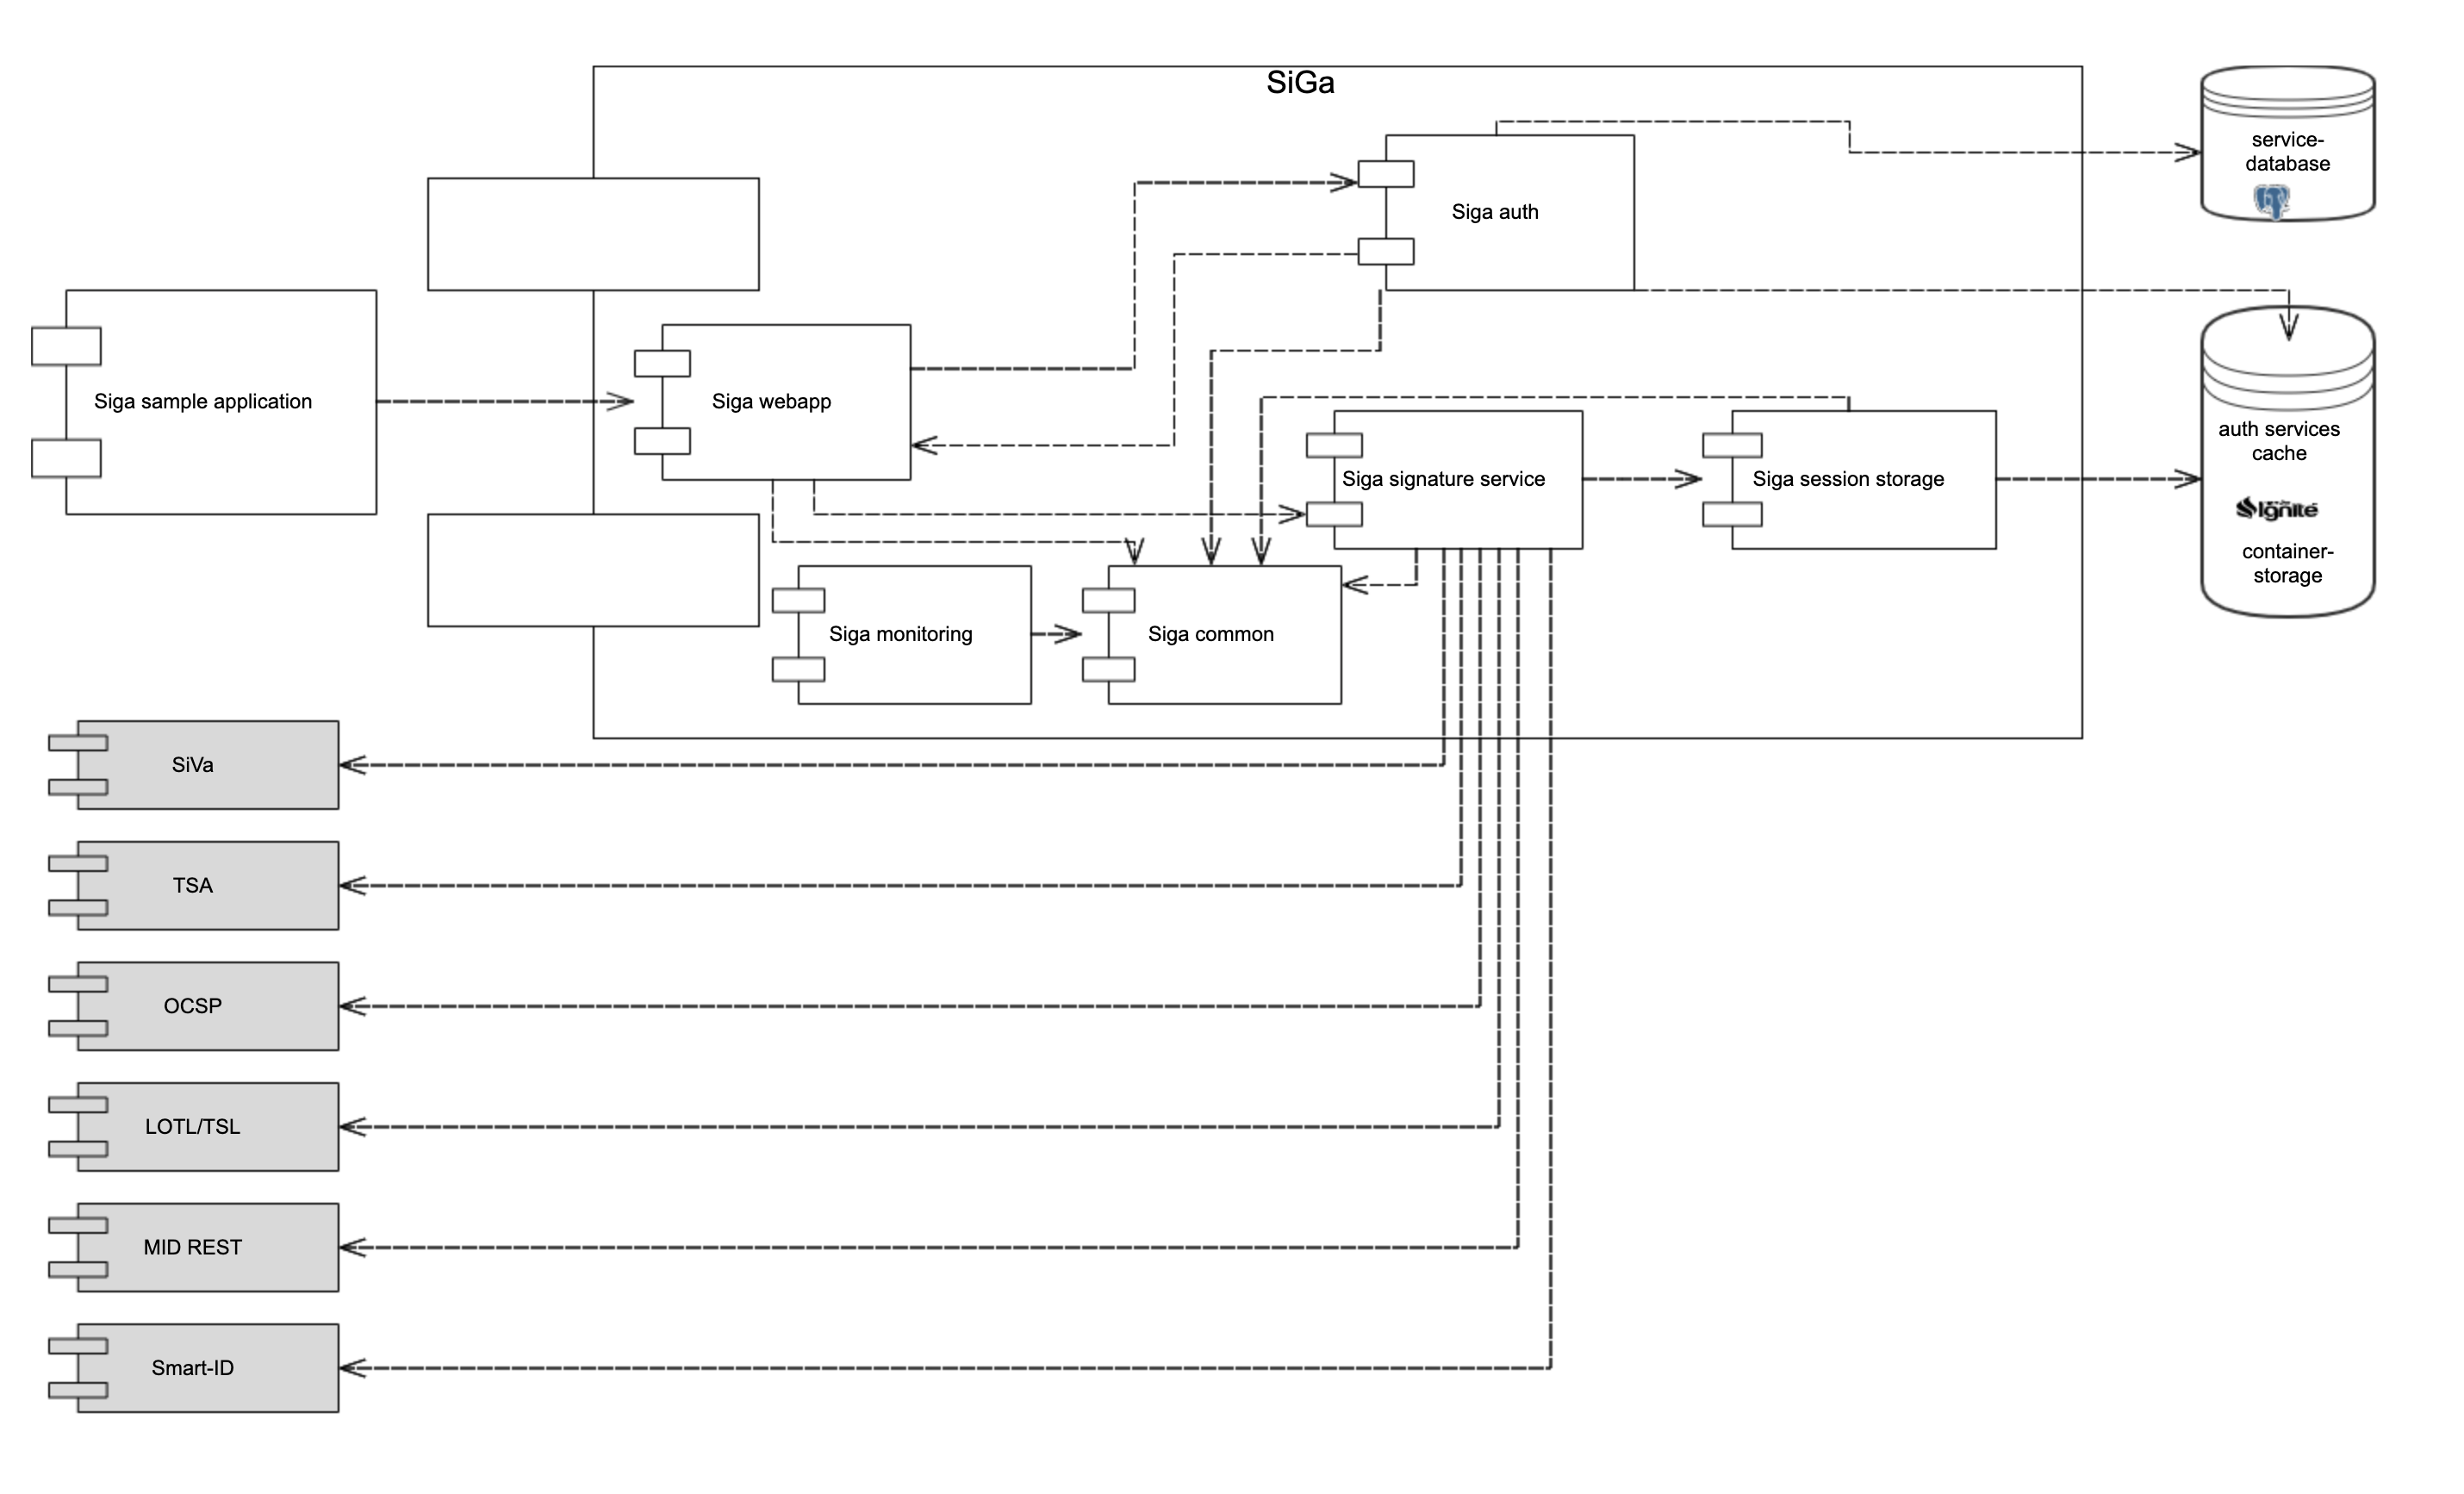 SiGa
service-
database
Siga auth
Siga sample application
Siga webapp
auth services
cache
Siga signature service
Siga session storage
Ignite
container-
storage
Siga monitoring
Siga common
SiVa
TSA
OCSP
LOTL/TSL
MID REST
Smart-ID